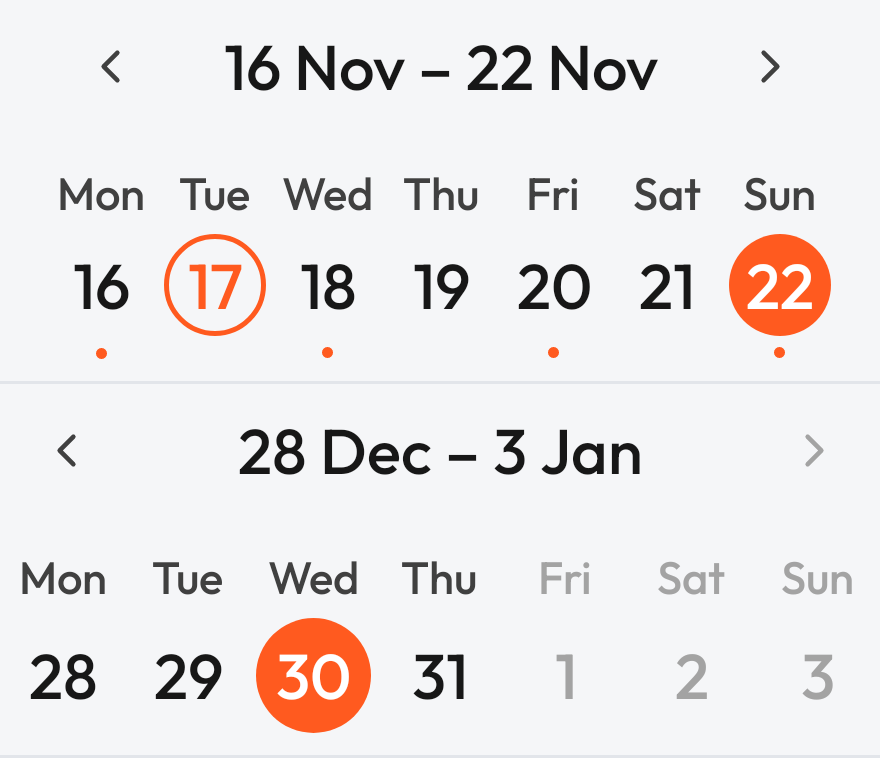 16 Nov – 22 Nov
Mon Tue Wed Thu Fri Sat Sun
16 17 18 19 20 21 22
28 Dec – 3 Jan
Mon Tue Wed Thu Fri Sat Sun
28 29 30 31 1 2 3